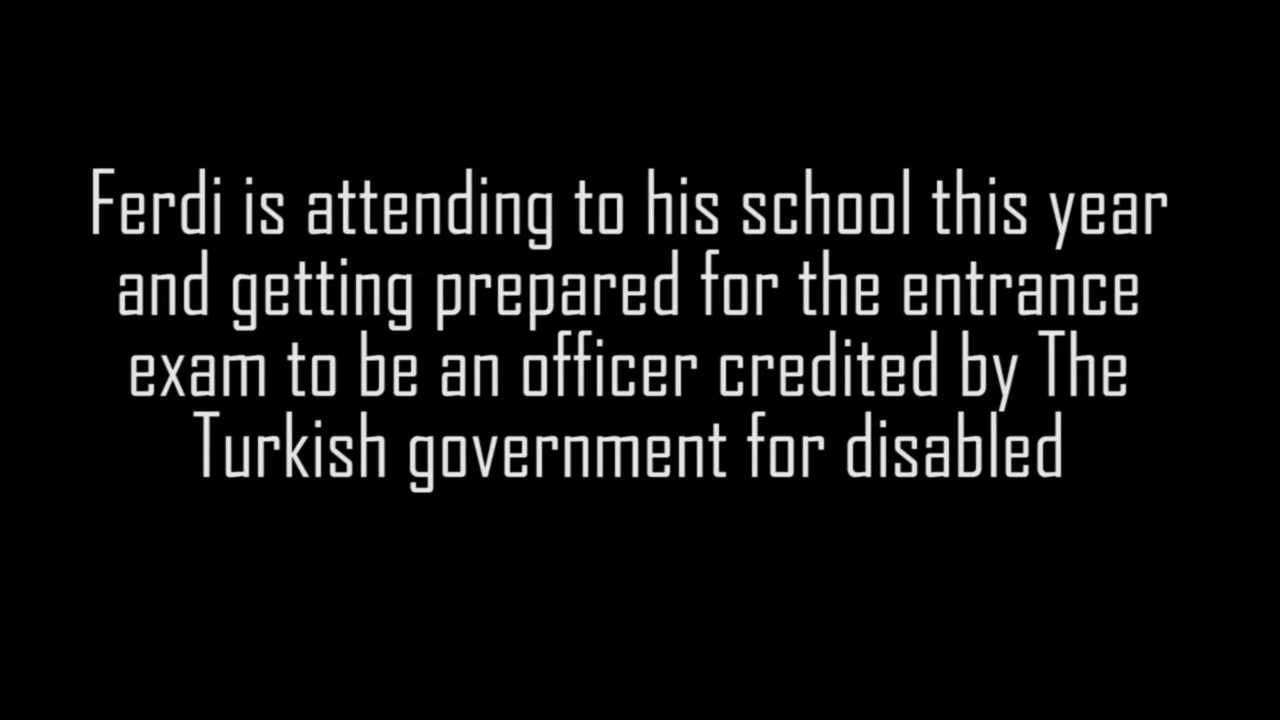 Ferdi is attending to his school this year
and getting prepared for the entrance
exam to be an officer credited by The
Turkish government for disabled